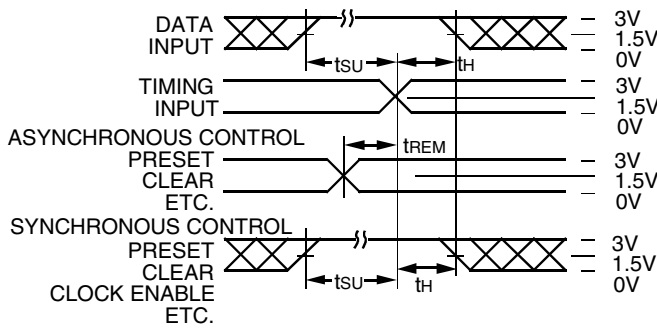 DATA
INPUT
tSU
tH
3V
1.5V
0V
TIMING
INPUT
3V
1.5V
0V
ASYNCHRONOUS CONTROL
PRESET
CLEAR
ETC.
tREM
3V
1.5V
0V
SYNCHRONOUS CONTROL
PRESET
CLEAR
CLOCK ENABLE
ETC.
tSU
tH
3V
1.5V
0V